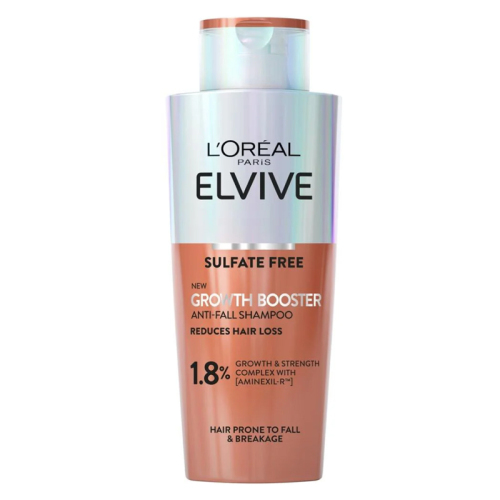 L'ORÉAL
PARIS
ELVIVE
SULFATE FREE
NEW
GROWTH BOOSTER
ANTI-FALL SHAMPOO
REDUCES HAIR LOSS
1.8% GROWTH & STRENGTH
COMPLEX WITH
[AMINEXIL-R™]
HAIR PRONE TO FALL
& BREAKAGE